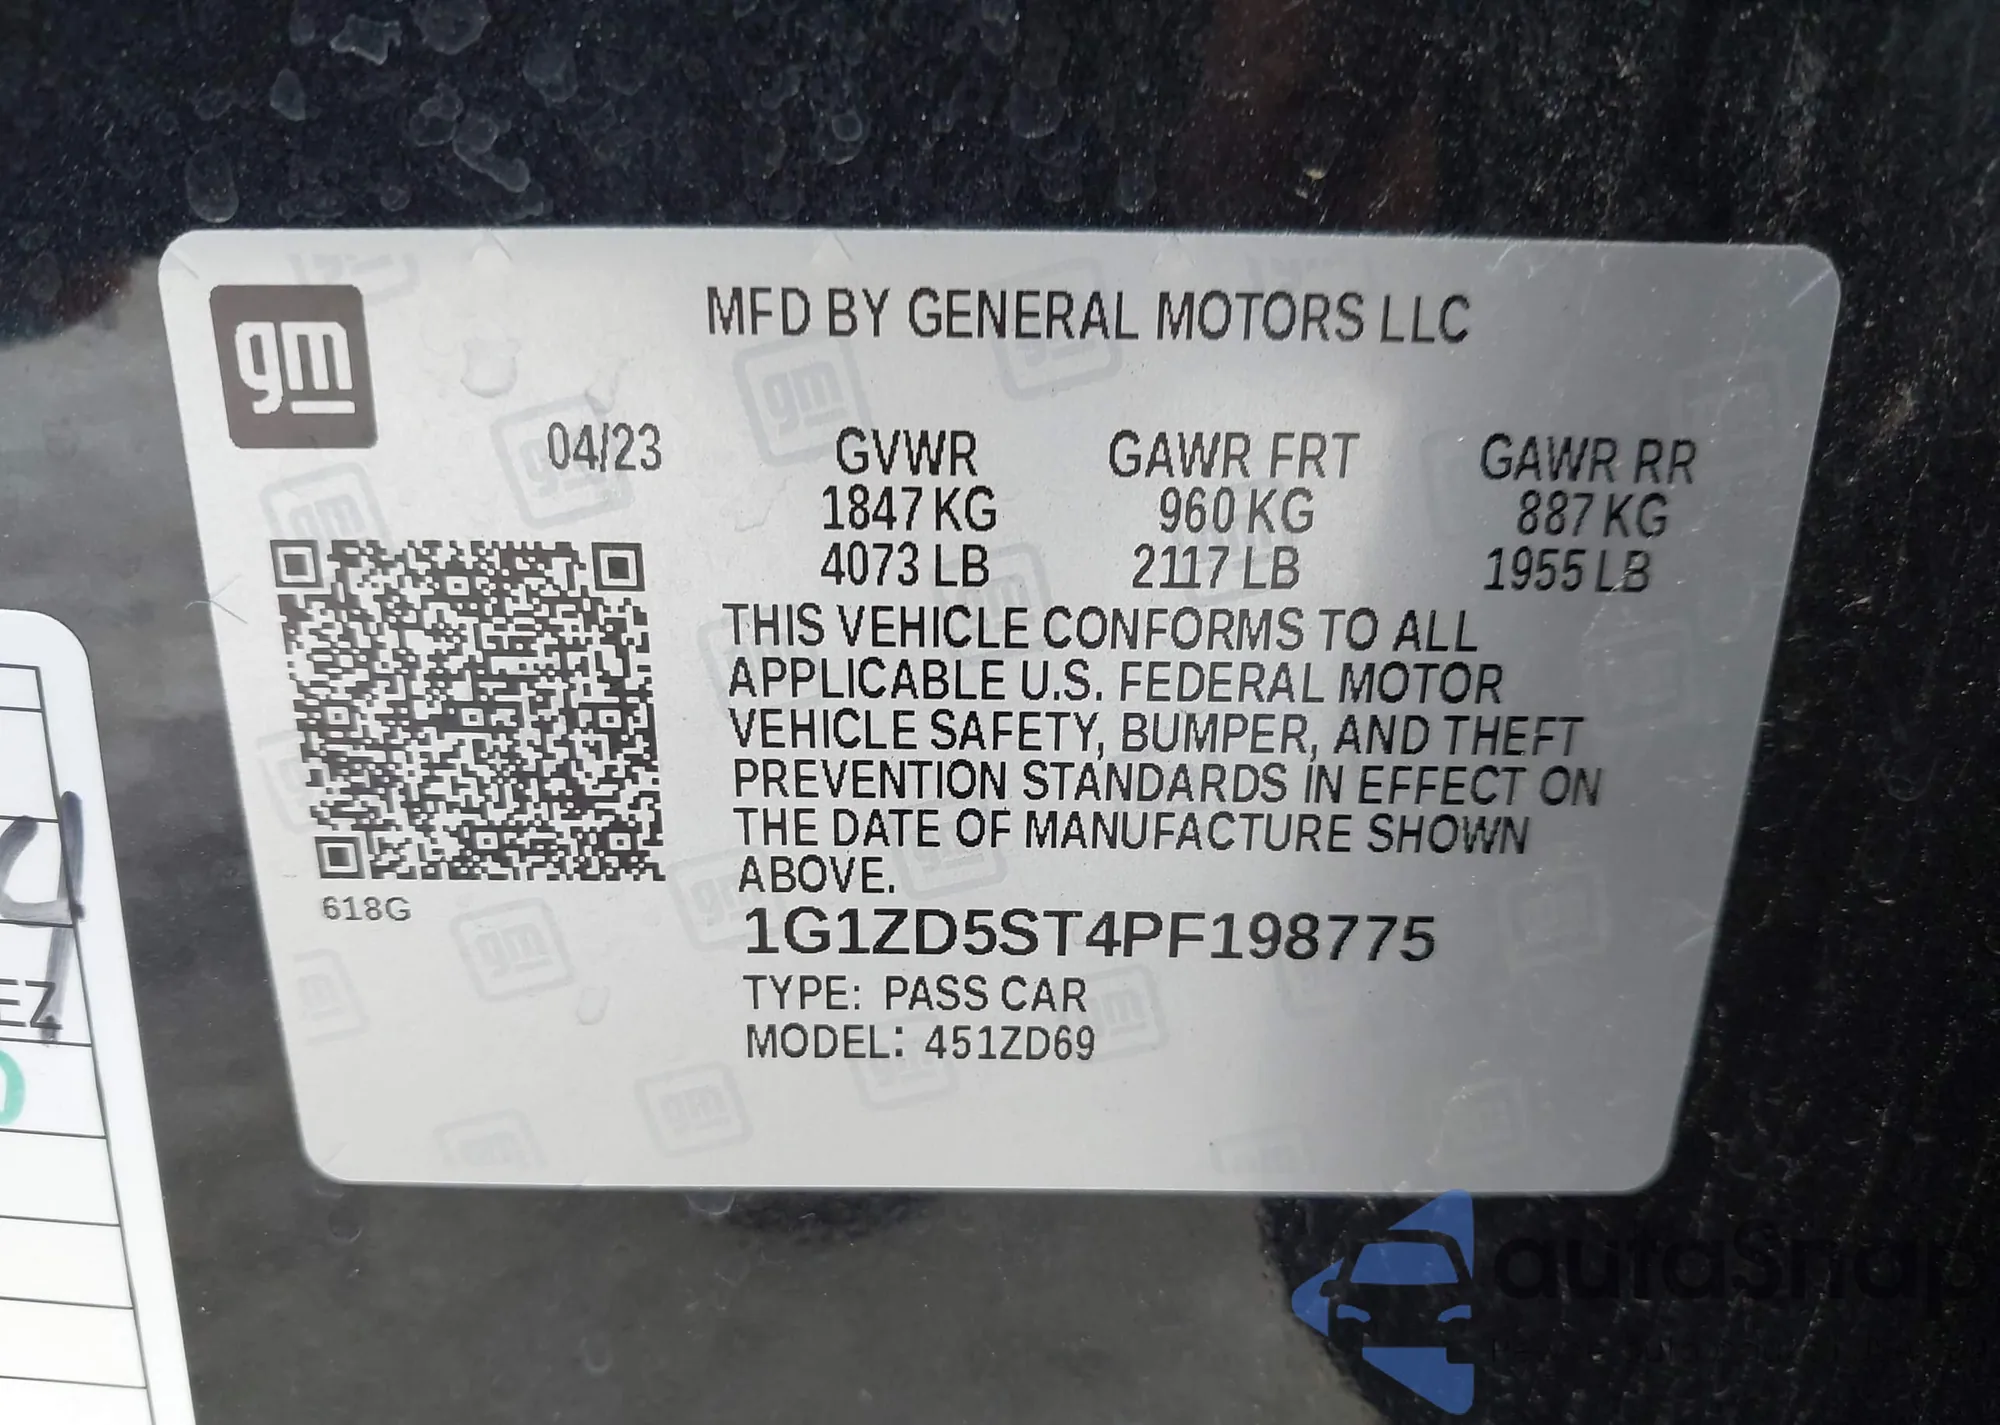 gm
MFD BY GENERAL MOTORS LLC
04/23 GVWR GAWR FRT GAWR RR
1847 KG 960 KG 887 KG
4073 LB 2117 LB 1955 LB
THIS VEHICLE CONFORMS TO ALL
APPLICABLE U.S. FEDERAL MOTOR
VEHICLE SAFETY, BUMPER, AND THEFT
PREVENTION STANDARDS IN EFFECT ON
THE DATE OF MANUFACTURE SHOWN
ABOVE.
618G
1G1ZD5ST4PF198775
TYPE: PASS CAR
MODEL: 451ZD69
EZ
autaSnap